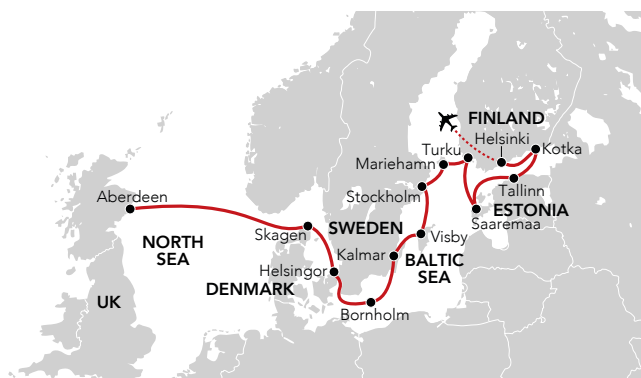 FINLAND
Helsinki
Turku
Kotka
Mariehamn
Tallinn
Stockholm
Aberdeen
ESTONIA
Saaremaa
Skagen
SWEDEN
Visby
NORTH
SEA
Kalmar
BALTIC
SEA
Helsingor
DENMARK
UK
Bornholm